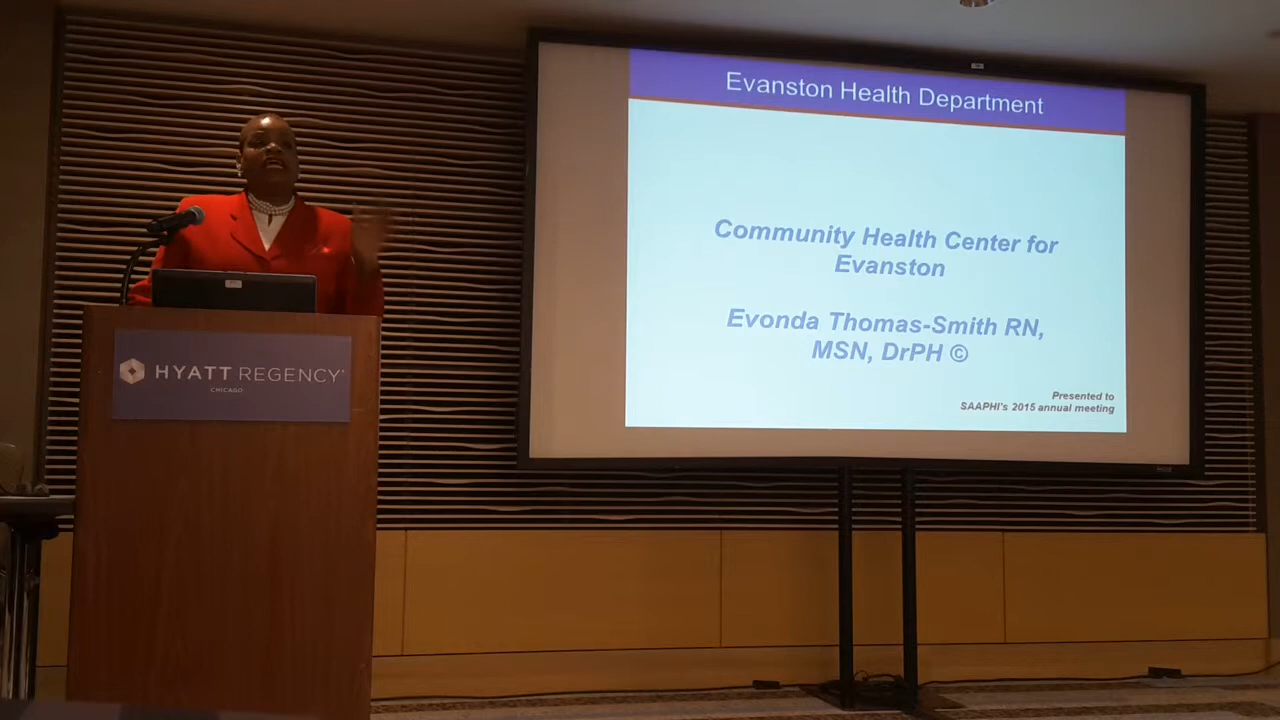 Evanston Health Department
Community Health Center for
Evanston
Evonda Thomas-Smith RN,
MSN, DrPH ©
Presented to
SAAPHI's 2015 annual meeting
HYATT REGENCY
CHICAGO